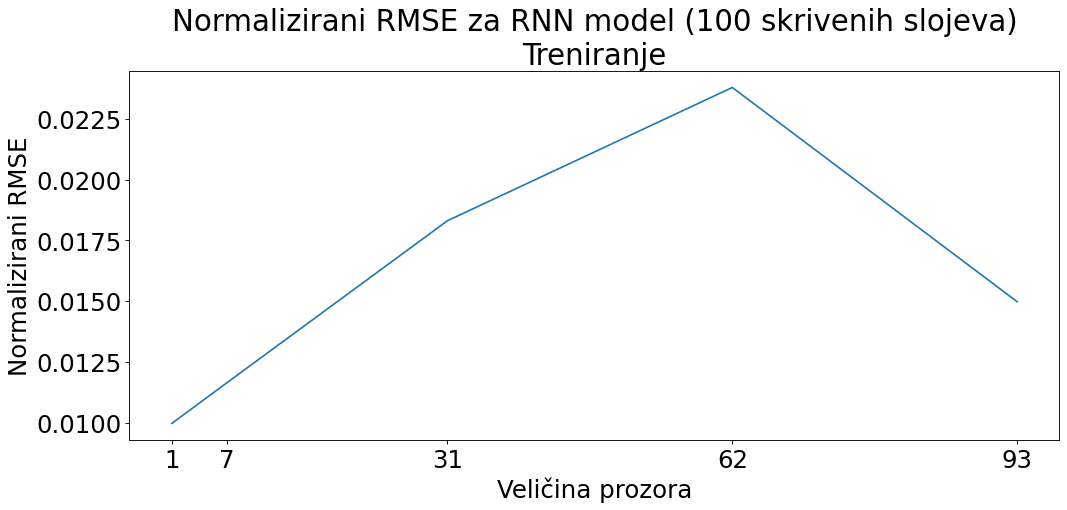 Normalizirani RMSE za RNN model (100 skrivenih slojeva)
Treniranje
Normalizirani RMSE
0.0225
0.0200
0.0175
0.0150
0.0125
0.0100
1 7 31 62 93
Veličina prozora